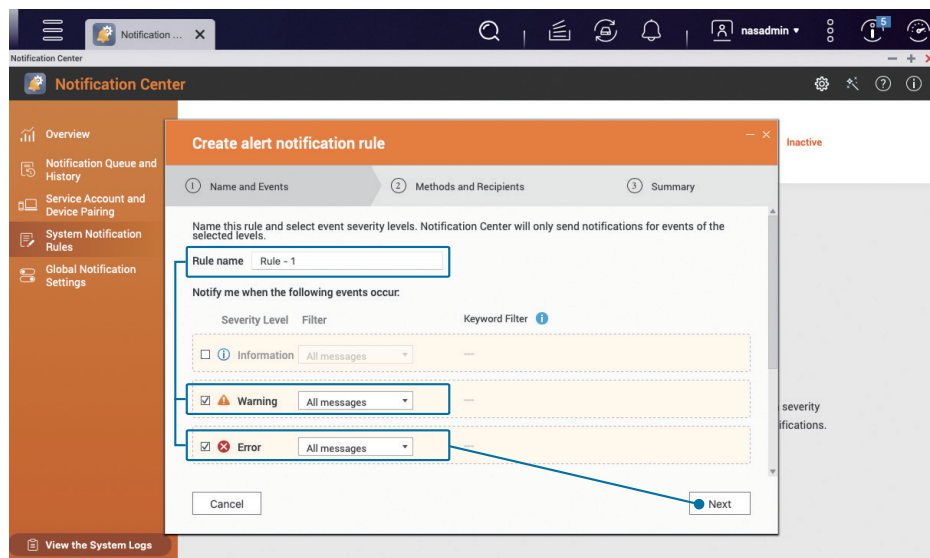 Notification ... X
5
nasadmin
Notification Center
Notification Center
Overview
Notification Queue and
History
Service Account and
Device Pairing
System Notification
Rules
Global Notification
Settings
View the System Logs
Inactive
severity
ifications.
Create alert notification rule
1 Name and Events
2 Methods and Recipients
3 Summary
Name this rule and select event severity levels. Notification Center will only send notifications for events of the
selected levels.
Rule name Rule - 1
Notify me when the following events occur:
Severity Level Filter Keyword Filter
Information All messages —
Warning All messages —
Error All messages —
Cancel Next